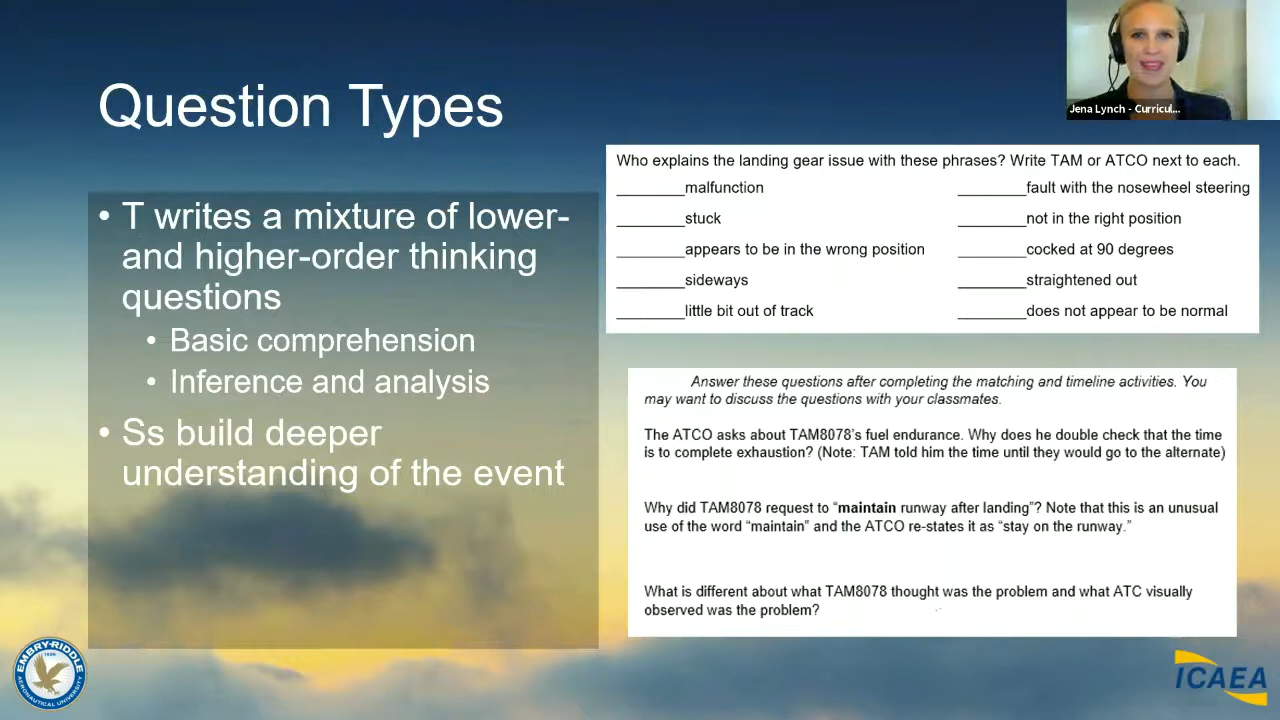 Jena Lynch - Curricul...
Question Types
• T writes a mixture of lower-
and higher-order thinking
questions
• Basic comprehension
• Inference and analysis
• Ss build deeper
understanding of the event
Who explains the landing gear issue with these phrases? Write TAM or ATCO next to each.
________malfunction
________fault with the nosewheel steering
________stuck
________not in the right position
________appears to be in the wrong position
________cocked at 90 degrees
________sideways
________straightened out
________little bit out of track
________does not appear to be normal
Answer these questions after completing the matching and timeline activities. You
may want to discuss the questions with your classmates.
The ATCO asks about TAM8078's fuel endurance. Why does he double check that the time
is to complete exhaustion? (Note: TAM told him the time until they would go to the alternate)
Why did TAM8078 request to “maintain runway after landing”? Note that this is an unusual
use of the word “maintain” and the ATCO re-states it as “stay on the runway.”
What is different about what TAM8078 thought was the problem and what ATC visually
observed was the problem?
EMBRY-RIDDLE
AERONAUTICAL UNIVERSITY
ICAEA